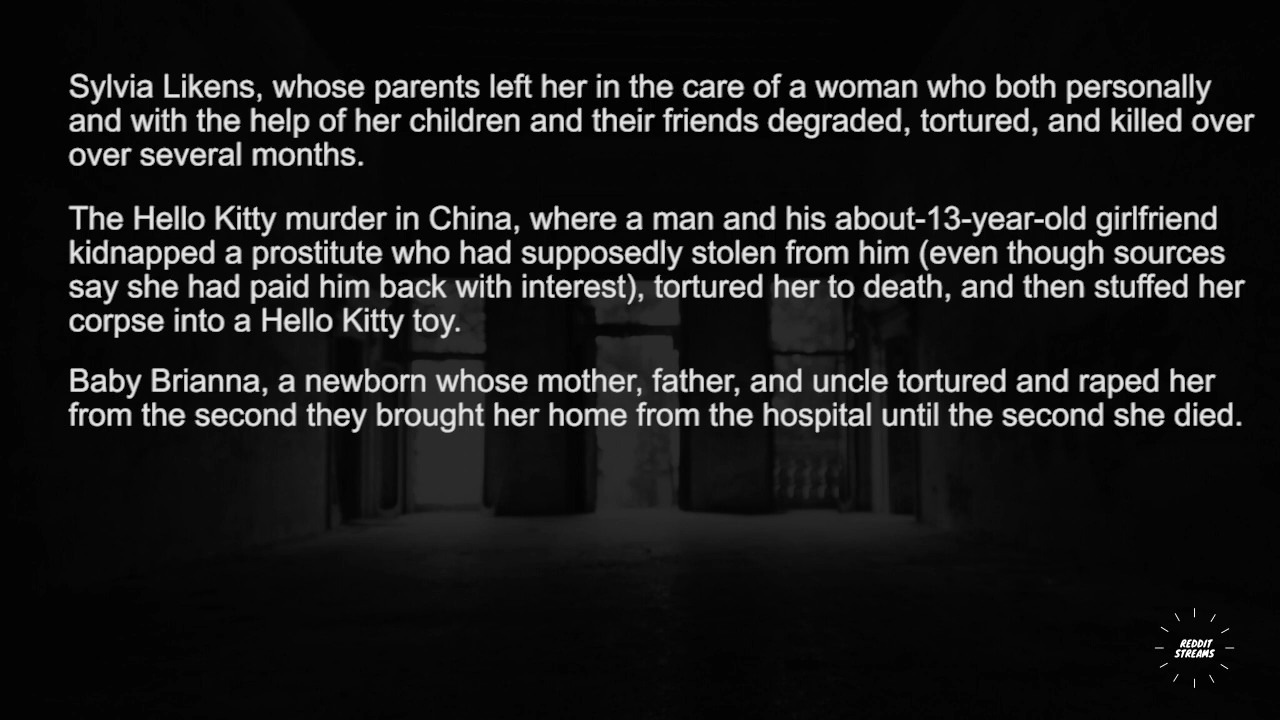 Sylvia Likens, whose parents left her in the care of a woman who both personally
and with the help of her children and their friends degraded, tortured, and killed over
over several months.
The Hello Kitty murder in China, where a man and his about-13-year-old girlfriend
kidnapped a prostitute who had supposedly stolen from him (even though sources
say she had paid him back with interest), tortured her to death, and then stuffed her
corpse into a Hello Kitty toy.
Baby Brianna, a newborn whose mother, father, and uncle tortured and raped her
from the second they brought her home from the hospital until the second she died.
REDDIT
STREAMS